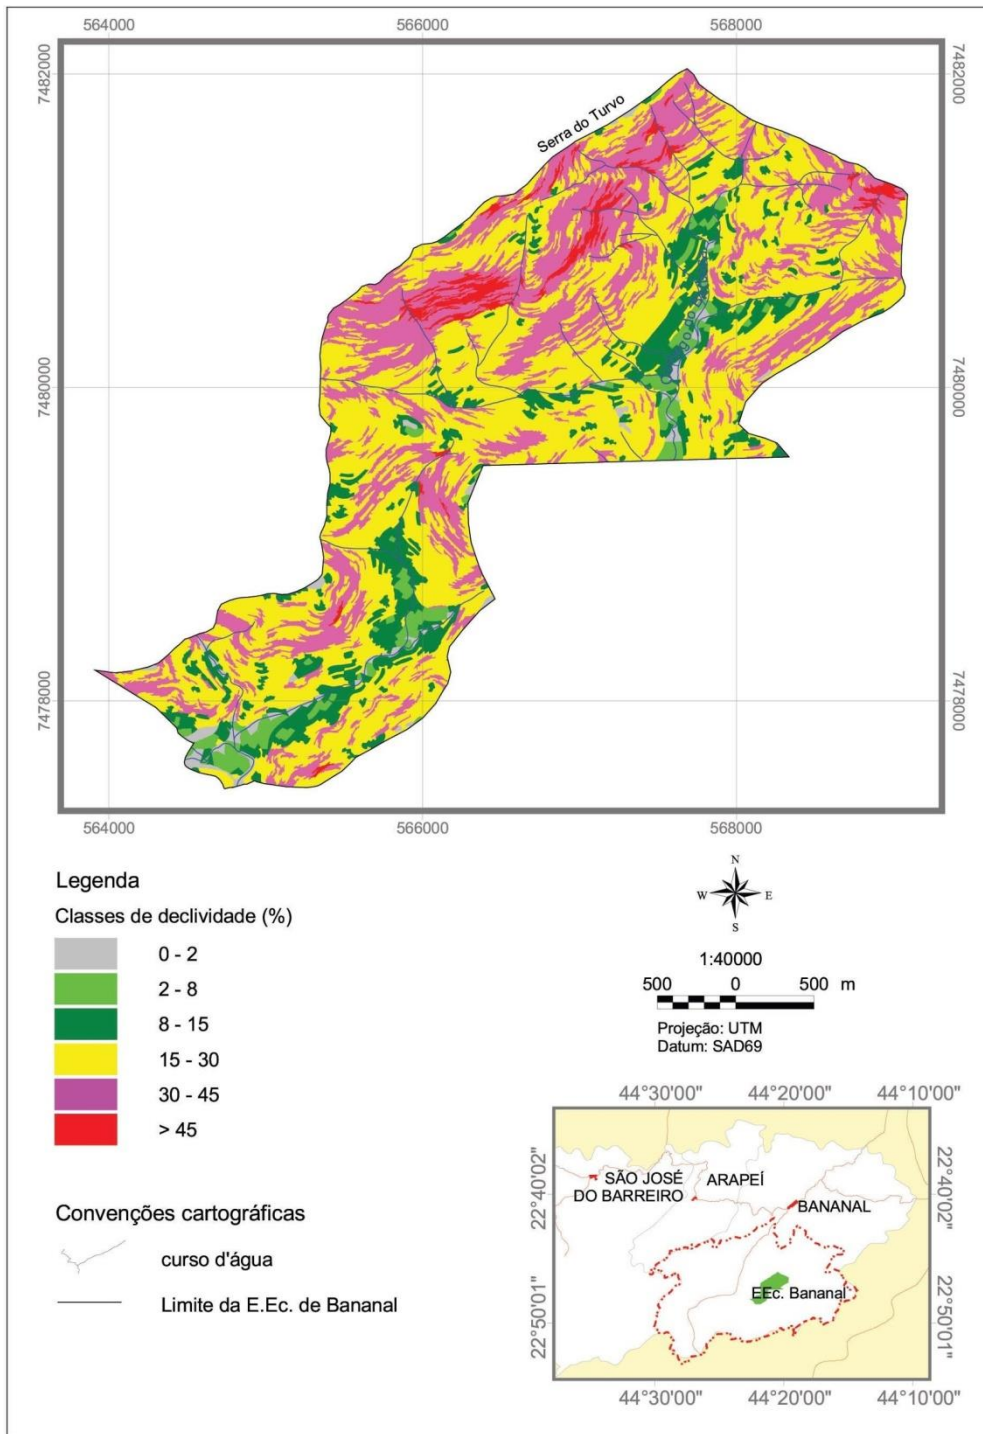 564000 566000 568000
7482000 7482000
Serra do Turvo
7480000 7480000
7478000 7478000
564000 566000 568000
Legenda
Classes de declividade (%)
0 - 2
2 - 8
8 - 15
15 - 30
30 - 45
> 45
Convenções cartográficas
curso d'água
Limite da E.Ec. de Bananal
N
W E
S
1:40000
500 0 500 m
Projeção: UTM
Datum: SAD69
44°30'00" 44°20'00" 44°10'00"
22°40'02" 22°40'02"
SÃO JOSÉ
DO BARREIRO
ARAPEÍ
BANANAL
EEc. Bananal
22°50'01" 22°50'01"
44°30'00" 44°20'00" 44°10'00"